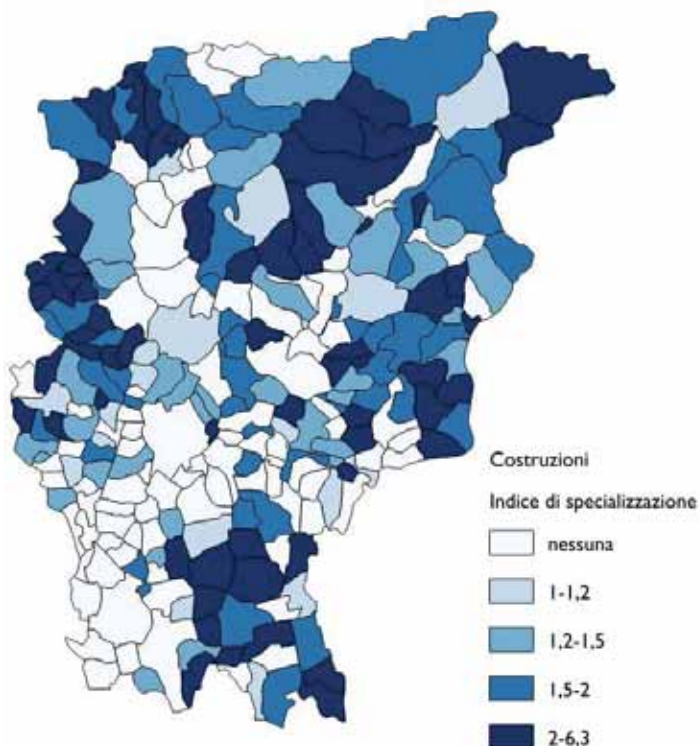 Costruzioni
Indice di specializzazione
nessuna
1-1,2
1,2-1,5
1,5-2
2-6,3